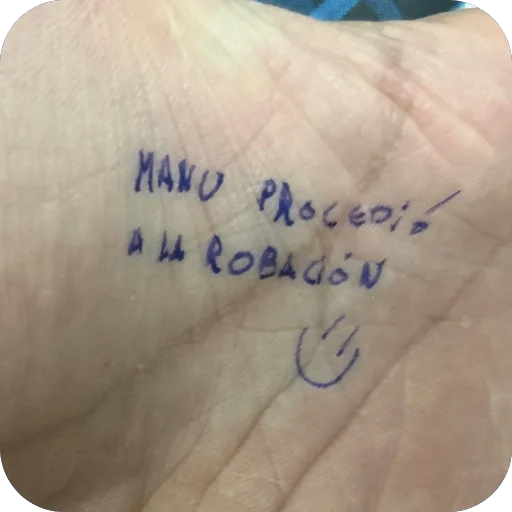 MANU PROCEDIÓ
A LA ROBACIÓN